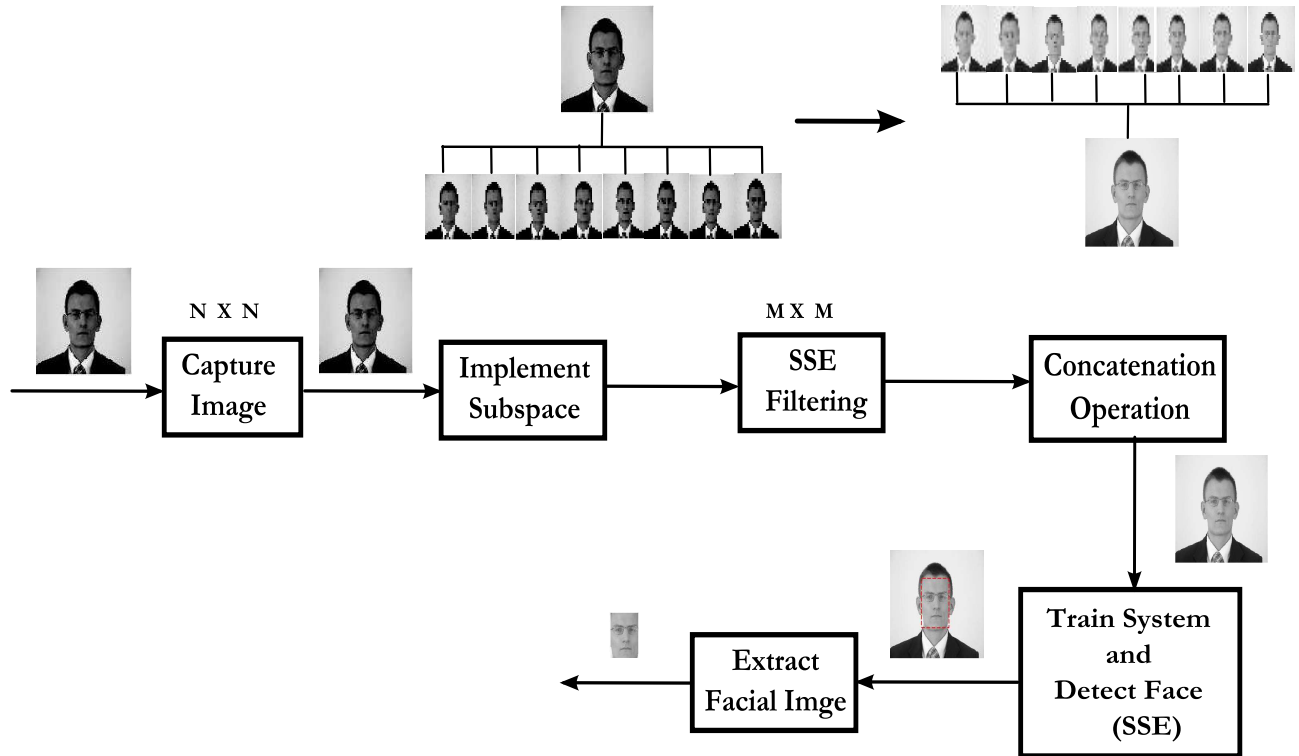 N X N
Capture
Image
Implement
Subspace
M X M
SSE
Filtering
Concatenation
Operation
Train System
and
Detect Face
(SSE)
Extract
Facial Imge